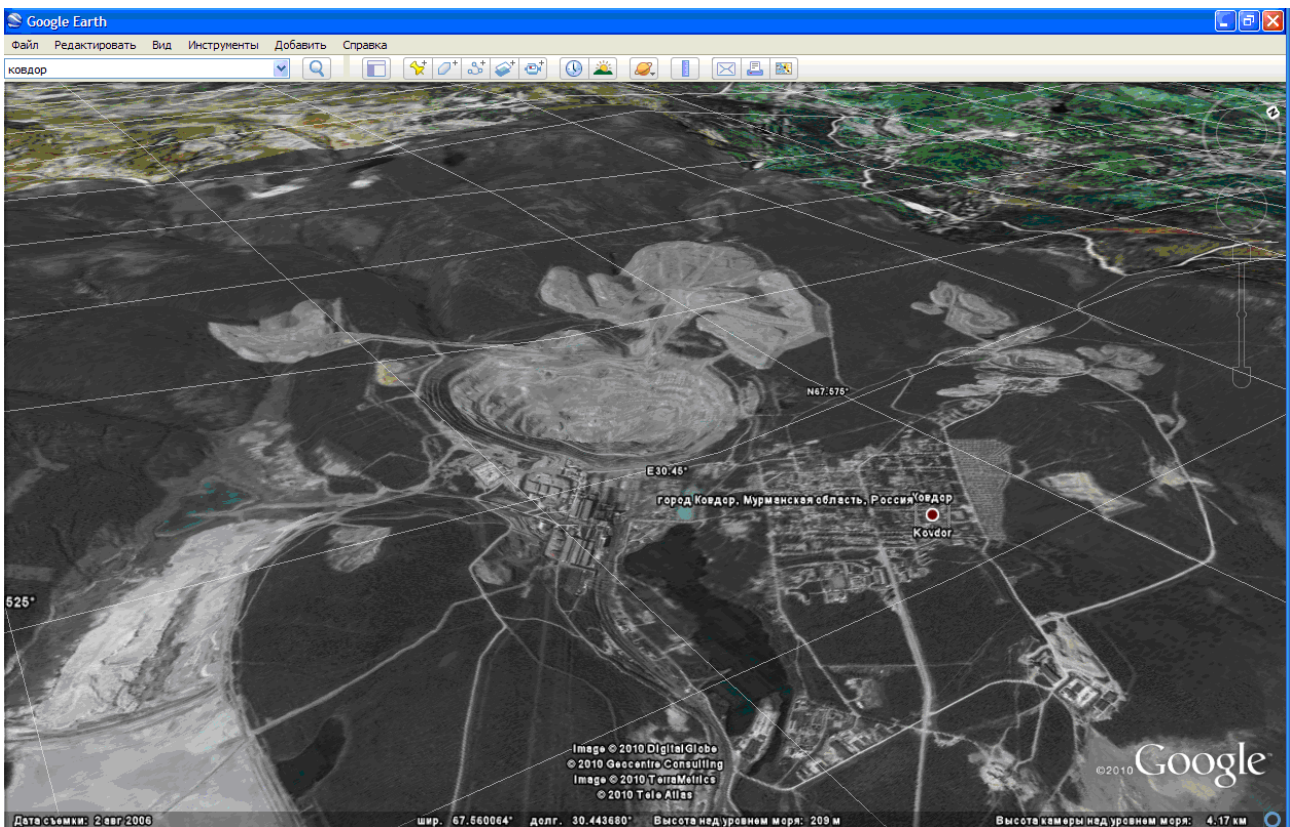 Google Earth
Файл Редактировать Вид Инструменты Добавить Справка
ковдор
N67.575°
E30.45°
город Ковдор, Мурманская область, Россия
Ковдор
Kovdor
525°
Image © 2010 DigitalGlobe
© 2010 Geocentre Consulting
Image © 2010 TerraMetrics
© 2010 Tele Atlas
©2010 Google
Дата съемки: 2 авг 2006 шир. 67.560064° долг. 30.443680° Высота над уровнем моря: 209 м Высота камеры над уровнем моря: 4.17 км